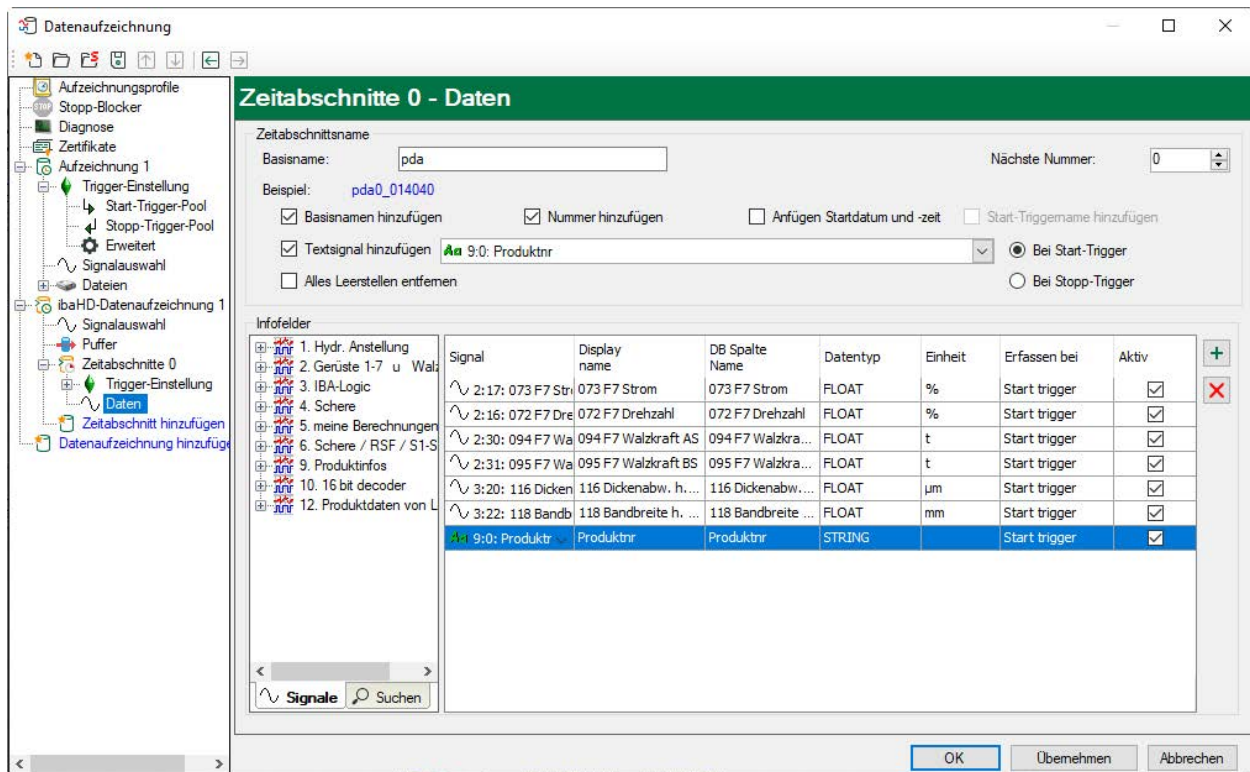 Datenaufzeichnung
Aufzeichnungsprofile
STOP Stopp-Blocker
Diagnose
Zertifikate
Aufzeichnung 1
Trigger-Einstellung
Start-Trigger-Pool
Stopp-Trigger-Pool
Erweitert
Signalauswahl
Dateien
ibaHD-Datenaufzeichnung 1
Signalauswahl
Puffer
Zeitabschnitte 0
Trigger-Einstellung
Daten
Zeitabschnitt hinzufügen
Datenaufzeichnung hinzufüge
Zeitabschnitte 0 - Daten
Zeitabschnittsname
Basisname: pda Nächste Nummer: 0
Beispiel: pda0_014040
Basisnamen hinzufügen Nummer hinzufügen Anfügen Startdatum und -zeit Start-Triggername hinzufügen
Textsignal hinzufügen Aa 9:0: Produktnr Bei Start-Trigger
Alles Leerstellen entfernen Bei Stopp-Trigger
Infofelder
1. Hydr. Anstellung
2. Gerüste 1-7 u Walz
3. IBA-Logic
4. Schere
5. meine Berechnungen
6. Schere / RSF / S1-S
9. Produktinfos
10. 16 bit decoder
12. Produktdaten von L
Signale Suchen
Signal Display name DB Spalte Name Datentyp Einheit Erfassen bei Aktiv
2:17: 073 F7 Stro 073 F7 Strom 073 F7 Strom FLOAT % Start trigger
2:16: 072 F7 Dre 072 F7 Drehzahl 072 F7 Drehzahl FLOAT % Start trigger
2:30: 094 F7 Wa 094 F7 Walzkraft AS 094 F7 Walzkra... FLOAT t Start trigger
2:31: 095 F7 Wa 095 F7 Walzkraft BS 095 F7 Walzkra... FLOAT t Start trigger
3:20: 116 Dicken 116 Dickenabw. h.... 116 Dickenabw.... FLOAT µm Start trigger
3:22: 118 Bandb 118 Bandbreite h. ... 118 Bandbreite ... FLOAT mm Start trigger
Aa 9:0: Produktnr Produktnr Produktnr STRING Start trigger
OK Übernehmen Abbrechen